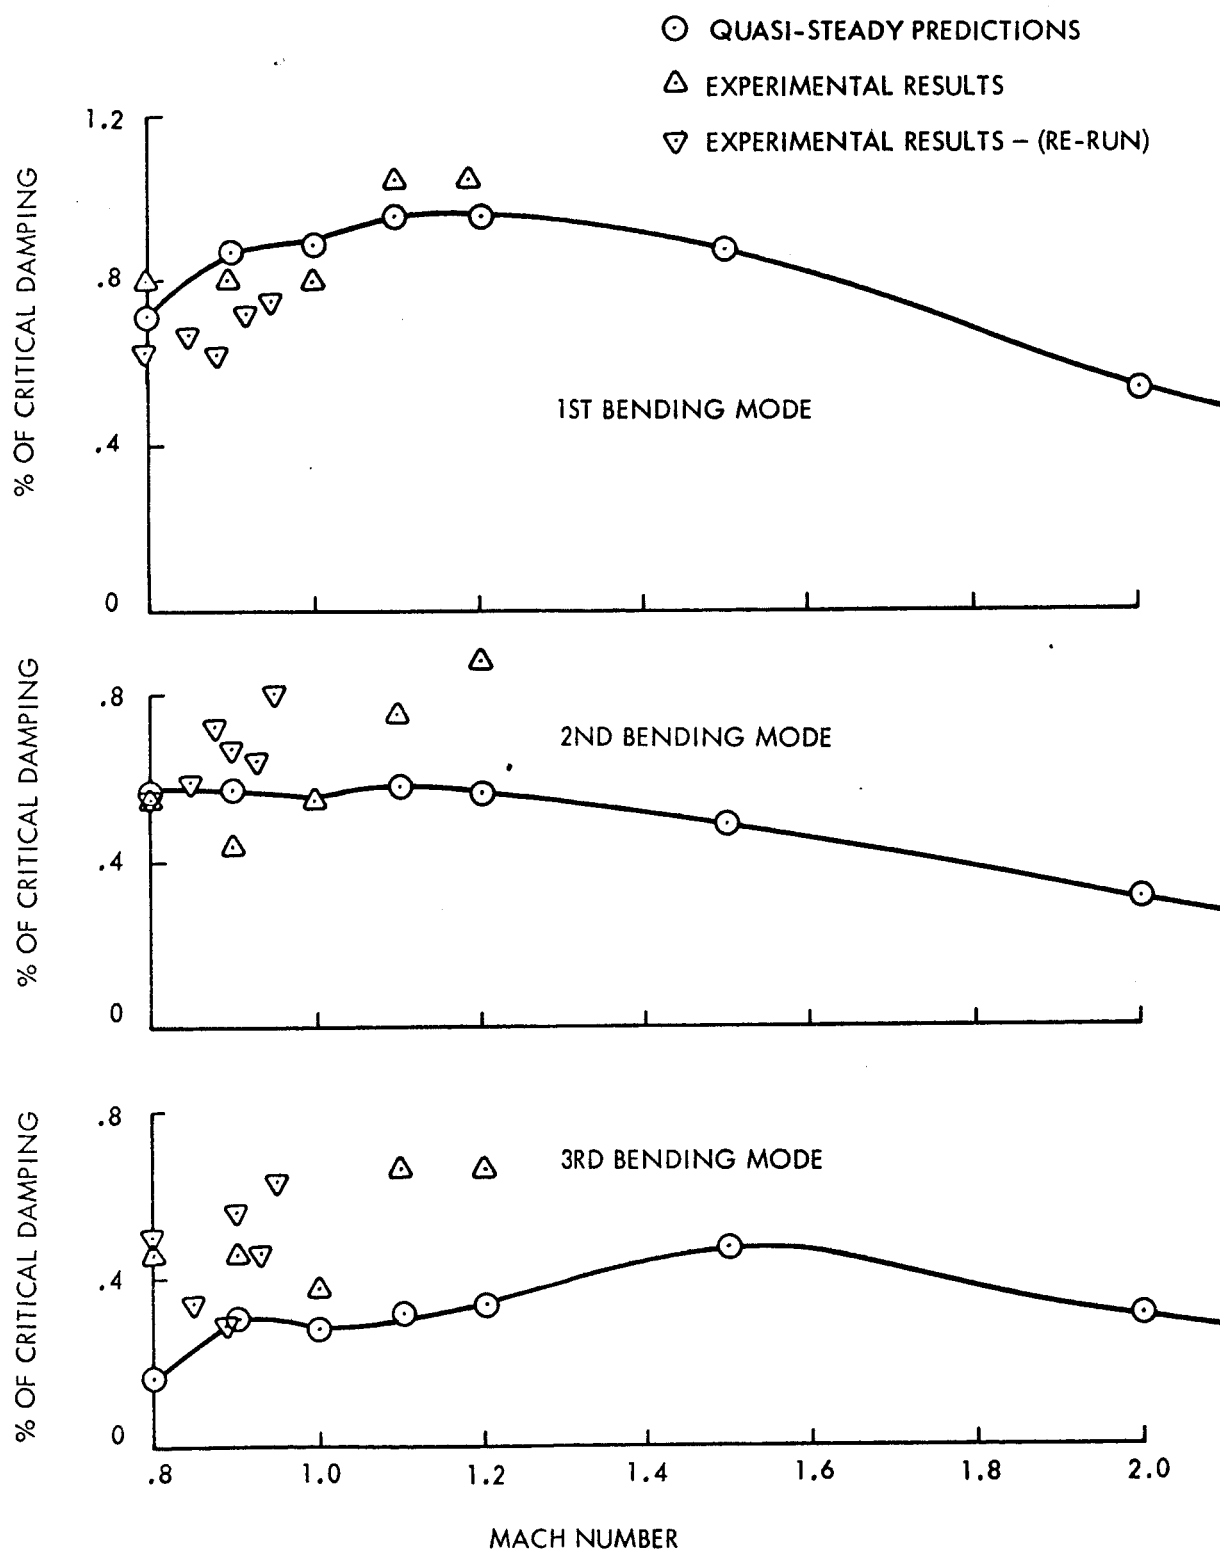 QUASI-STEADY PREDICTIONS
EXPERIMENTAL RESULTS
EXPERIMENTAL RESULTS – (RE-RUN)
% OF CRITICAL DAMPING
1.2
.8
.4
0
1ST BENDING MODE
% OF CRITICAL DAMPING
.8
.4
0
2ND BENDING MODE
% OF CRITICAL DAMPING
.8
.4
0
3RD BENDING MODE
.8 1.0 1.2 1.4 1.6 1.8 2.0
MACH NUMBER